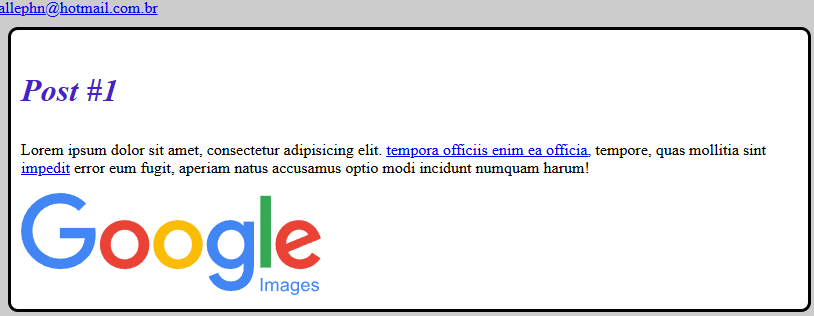 allephn@hotmail.com.br
Post #1
Lorem ipsum dolor sit amet, consectetur adipisicing elit. tempora officiis enim ea officia, tempore, quas mollitia sint
impedit error eum fugit, aperiam natus accusamus optio modi incidunt numquam harum!
Google
Images